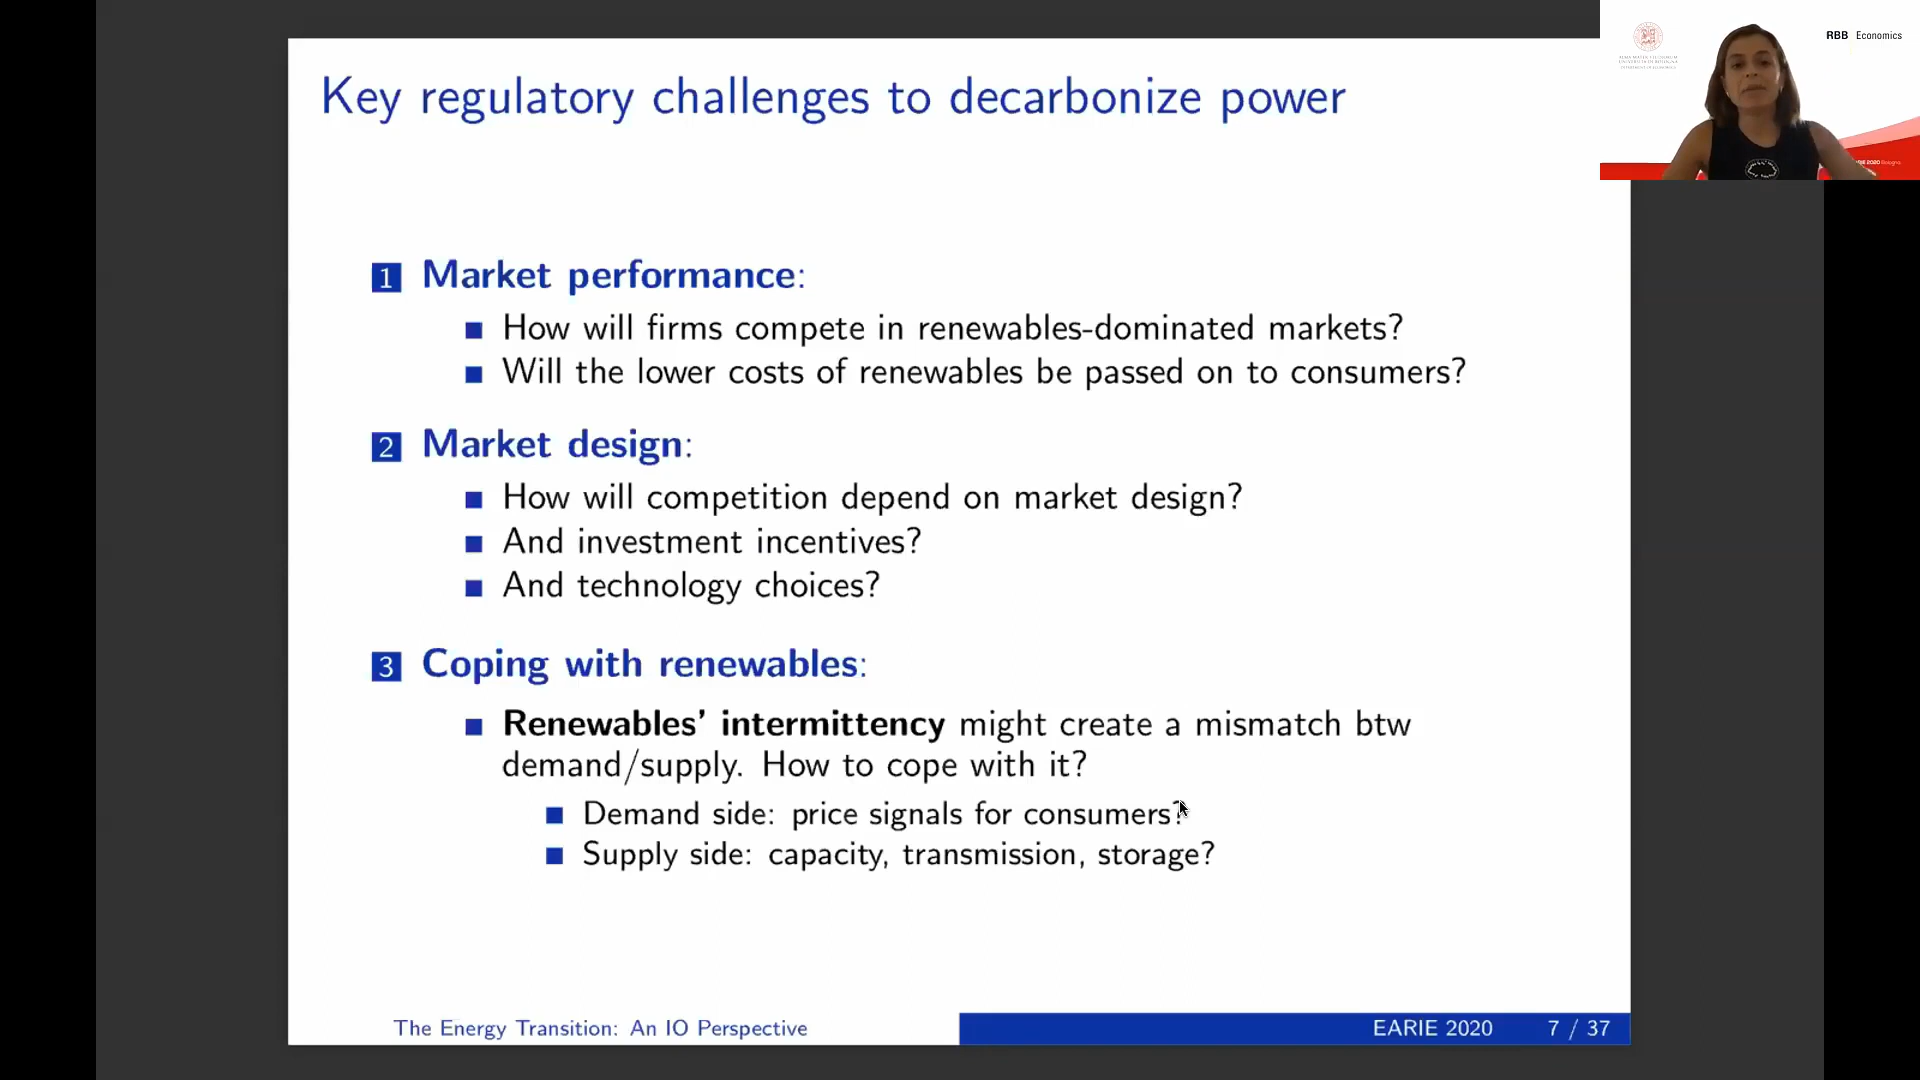 Key regulatory challenges to decarbonize power
RBB Economics
1 Market performance:
How will firms compete in renewables-dominated markets?
Will the lower costs of renewables be passed on to consumers?
2 Market design:
How will competition depend on market design?
And investment incentives?
And technology choices?
3 Coping with renewables:
Renewables' intermittency might create a mismatch btw
demand/supply. How to cope with it?
Demand side: price signals for consumers?
Supply side: capacity, transmission, storage?
The Energy Transition: An IO Perspective
EARIE 2020 7 / 37